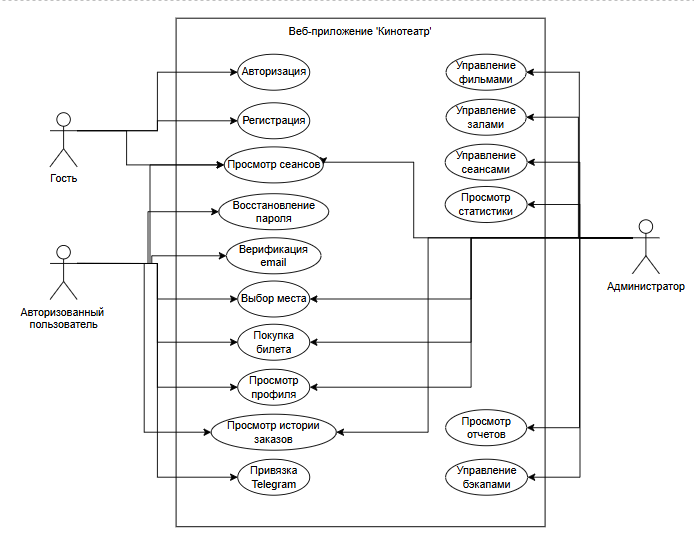 Веб-приложение 'Кинотеатр'
Авторизация
Регистрация
Просмотр сеансов
Восстановление
пароля
Верификация
email
Выбор места
Покупка
билета
Просмотр
профиля
Просмотр истории
заказов
Привязка
Telegram
Управление
фильмами
Управление
залами
Управление
сеансами
Просмотр
статистики
Просмотр
отчетов
Управление
бэкапами
Гость
Авторизованный
пользователь
Администратор